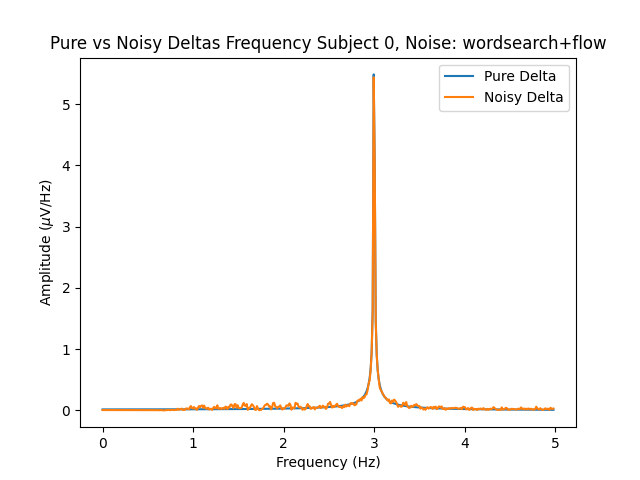 Pure vs Noisy Deltas Frequency Subject 0, Noise: wordsearch+flow
Pure Delta
Noisy Delta
Amplitude (μV/Hz)
5
4
3
2
1
0
0 1 2 3 4 5
Frequency (Hz)